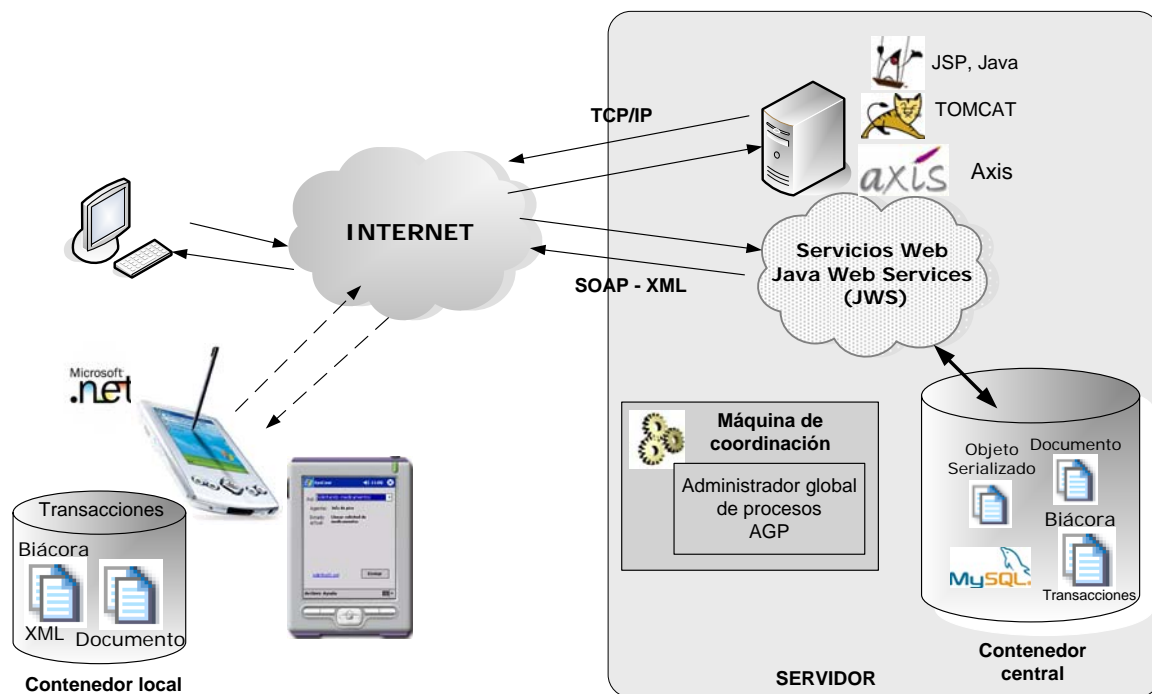 JSP, Java
TOMCAT
axis
Axis
TCP/IP
INTERNET
SOAP - XML
Servicios Web
Java Web Services
(JWS)
Microsoft
.net
Máquina de
coordinación
Administrador global
de procesos
AGP
Objeto
Serializado
Documento
Biácora
MySQL
Transacciones
Contenedor
central
SERVIDOR
Transacciones
Biácora
XML
Documento
Contenedor local